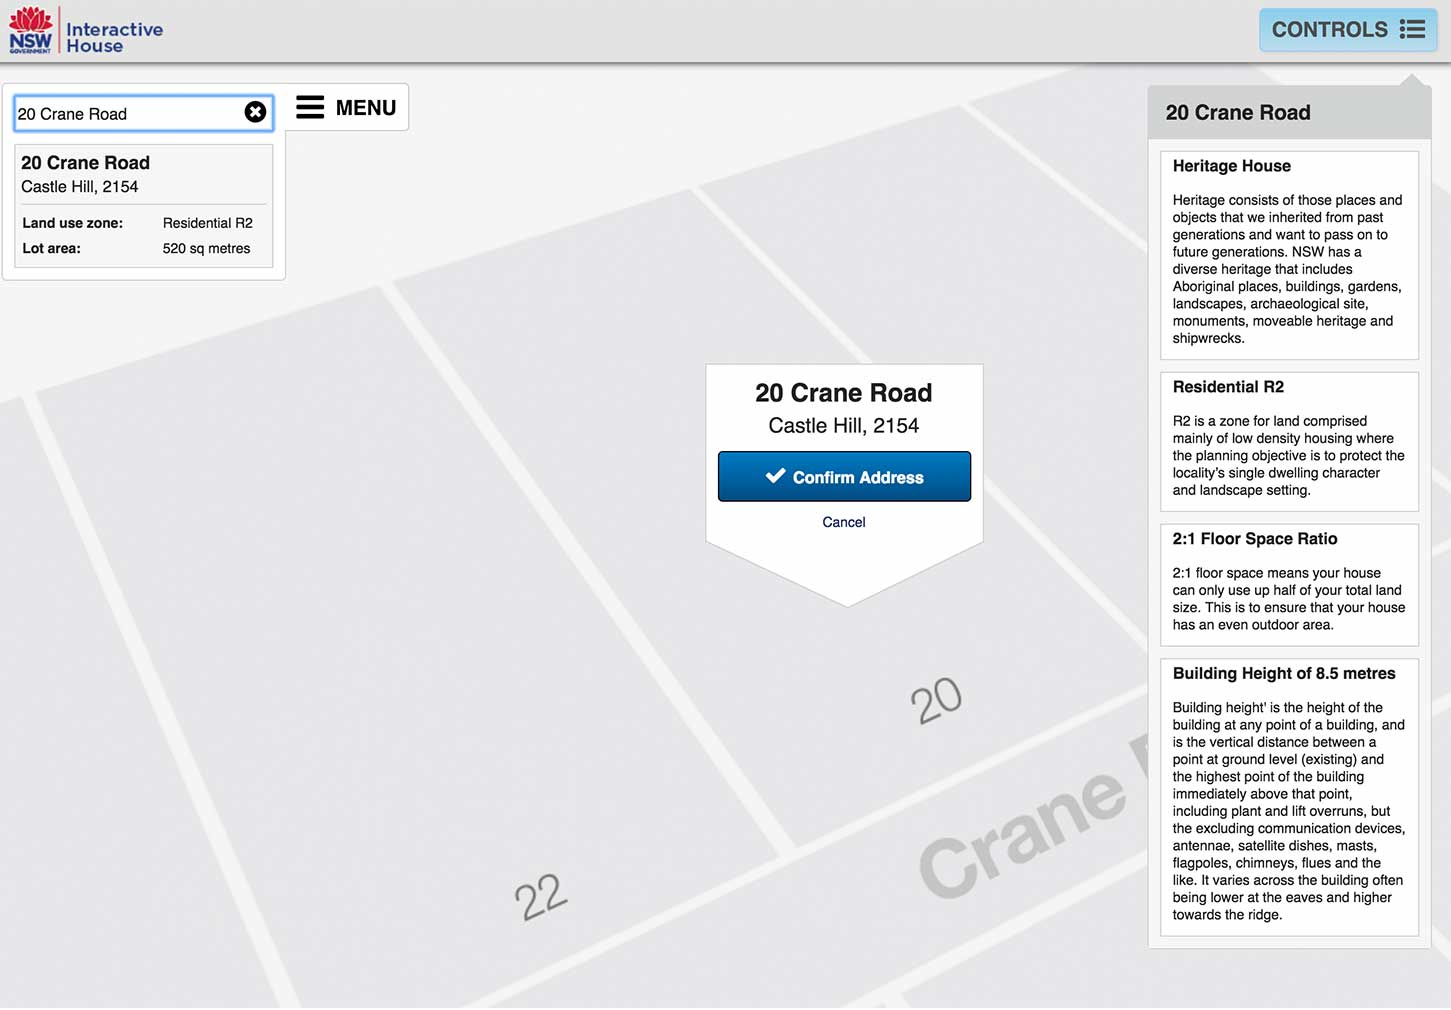 NSW
GOVERNMENT
Interactive
House
CONTROLS
20 Crane Road
MENU
20 Crane Road
Castle Hill, 2154
Land use zone: Residential R2
Lot area: 520 sq metres
20 Crane Road
Castle Hill, 2154
Confirm Address
Cancel
20
22
Crane
20 Crane Road
Heritage House
Heritage consists of those places and
objects that we inherited from past
generations and want to pass on to
future generations. NSW has a
diverse heritage that includes
Aboriginal places, buildings, gardens,
landscapes, archaeological site,
monuments, moveable heritage and
shipwrecks.
Residential R2
R2 is a zone for land comprised
mainly of low density housing where
the planning objective is to protect the
locality's single dwelling character
and landscape setting.
2:1 Floor Space Ratio
2:1 floor space means your house
can only use up half of your total land
size. This is to ensure that your house
has an even outdoor area.
Building Height of 8.5 metres
Building height' is the height of the
building at any point of a building, and
is the vertical distance between a
point at ground level (existing) and
the highest point of the building
immediately above that point,
including plant and lift overruns, but
the excluding communication devices,
antennae, satellite dishes, masts,
flagpoles, chimneys, flues and the
like. It varies across the building often
being lower at the eaves and higher
towards the ridge.